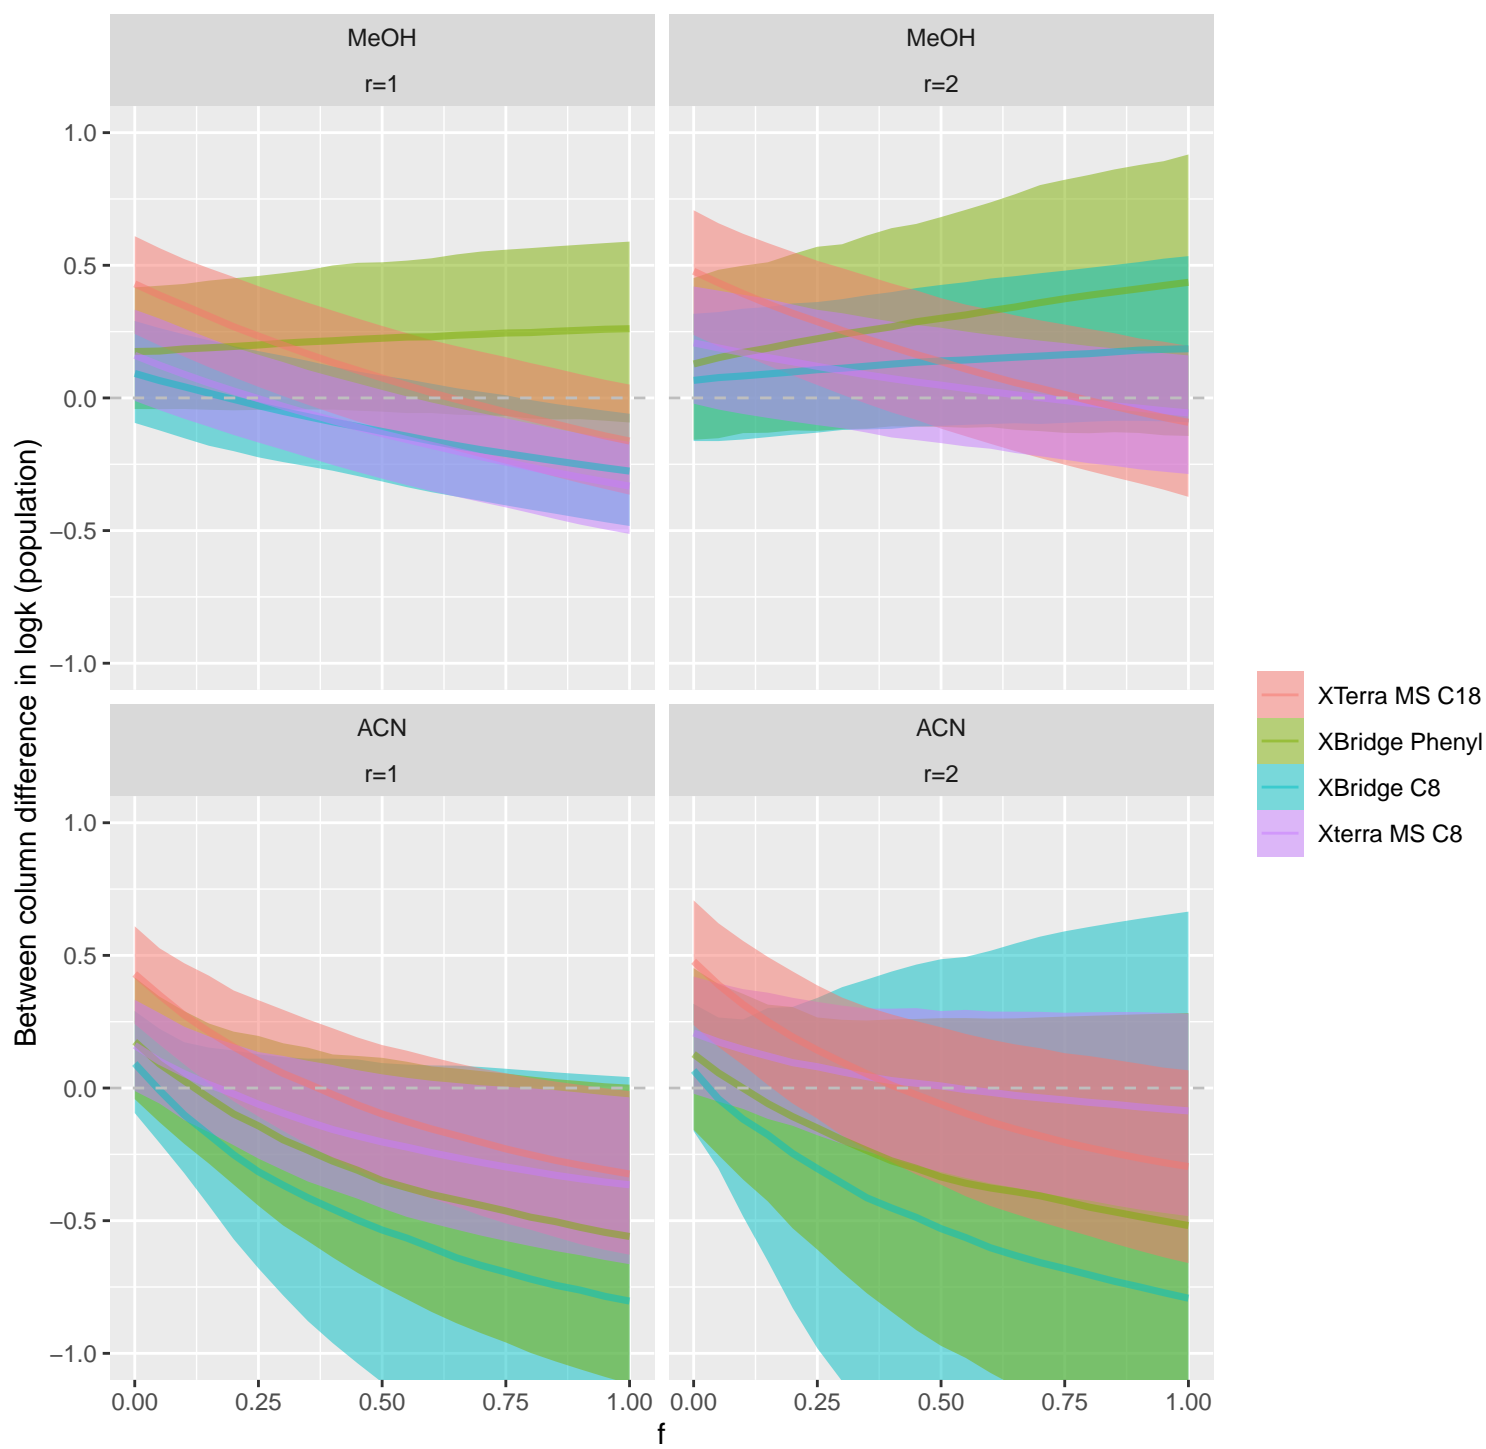 MeOH
r=1
MeOH
r=2
1.0
0.5
0.0
−0.5
−1.0
ACN
r=1
ACN
r=2
1.0
0.5
0.0
−0.5
−1.0
0.00 0.25 0.50 0.75 1.00
0.00 0.25 0.50 0.75 1.00
f
Between column difference in logk (population)
XTerra MS C18
XBridge Phenyl
XBridge C8
Xterra MS C8